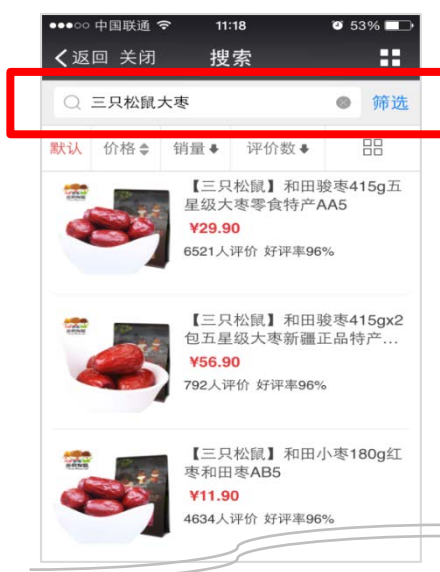 中国联通 11:18 53%
返回 关闭 搜索
三只松鼠大枣 筛选
默认 价格 销量 评价数
【三只松鼠】和田骏枣415g五
星级大枣零食特产AA5
¥29.90
6521人评价 好评率96%
【三只松鼠】和田骏枣415gx2
包五星级大枣新疆正品特产...
¥56.90
792人评价 好评率96%
【三只松鼠】和田小枣180g红
枣和田枣AB5
¥11.90
4634人评价 好评率96%